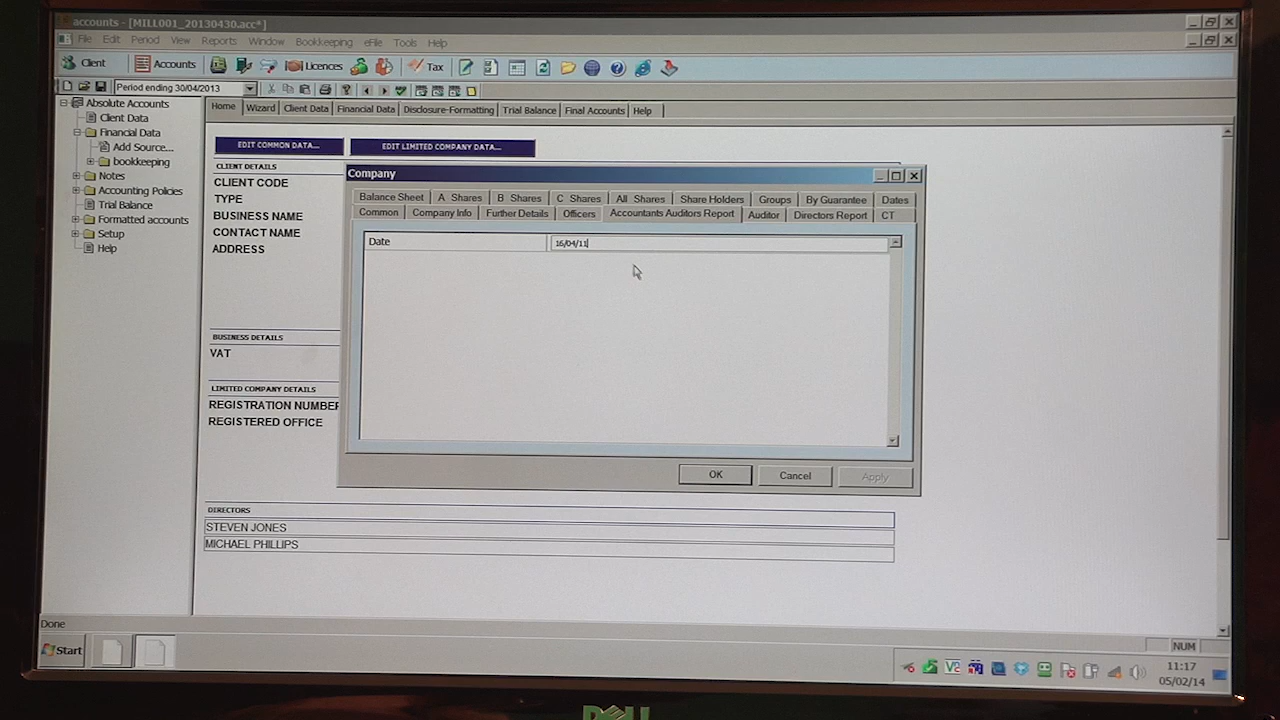 accounts - [MILL001_20130430.acc*]
File Edit Period View Reports Window Bookkeeping eFile Tools Help
Client Accounts Licences Tax
Period ending 30/04/2013
Absolute Accounts
Client Data
Financial Data
Add Source...
bookkeeping
Notes
Accounting Policies
Trial Balance
Formatted accounts
Setup
Help
Home Wizard Client Data Financial Data Disclosure-Formatting Trial Balance Final Accounts Help
EDIT COMMON DATA... EDIT LIMITED COMPANY DATA...
CLIENT DETAILS
CLIENT CODE
TYPE
BUSINESS NAME
CONTACT NAME
ADDRESS
BUSINESS DETAILS
VAT
LIMITED COMPANY DETAILS
REGISTRATION NUMBER
REGISTERED OFFICE
Company
Balance Sheet A Shares B Shares C Shares All Shares Share Holders Groups By Guarantee Dates
Common Company Info Further Details Officers Accountants Auditors Report Auditor Directors Report CT
Date 16/04/11
OK Cancel Apply
DIRECTORS
STEVEN JONES
MICHAEL PHILLIPS
Done
NUM
Start
11:17
05/02/14
DELL